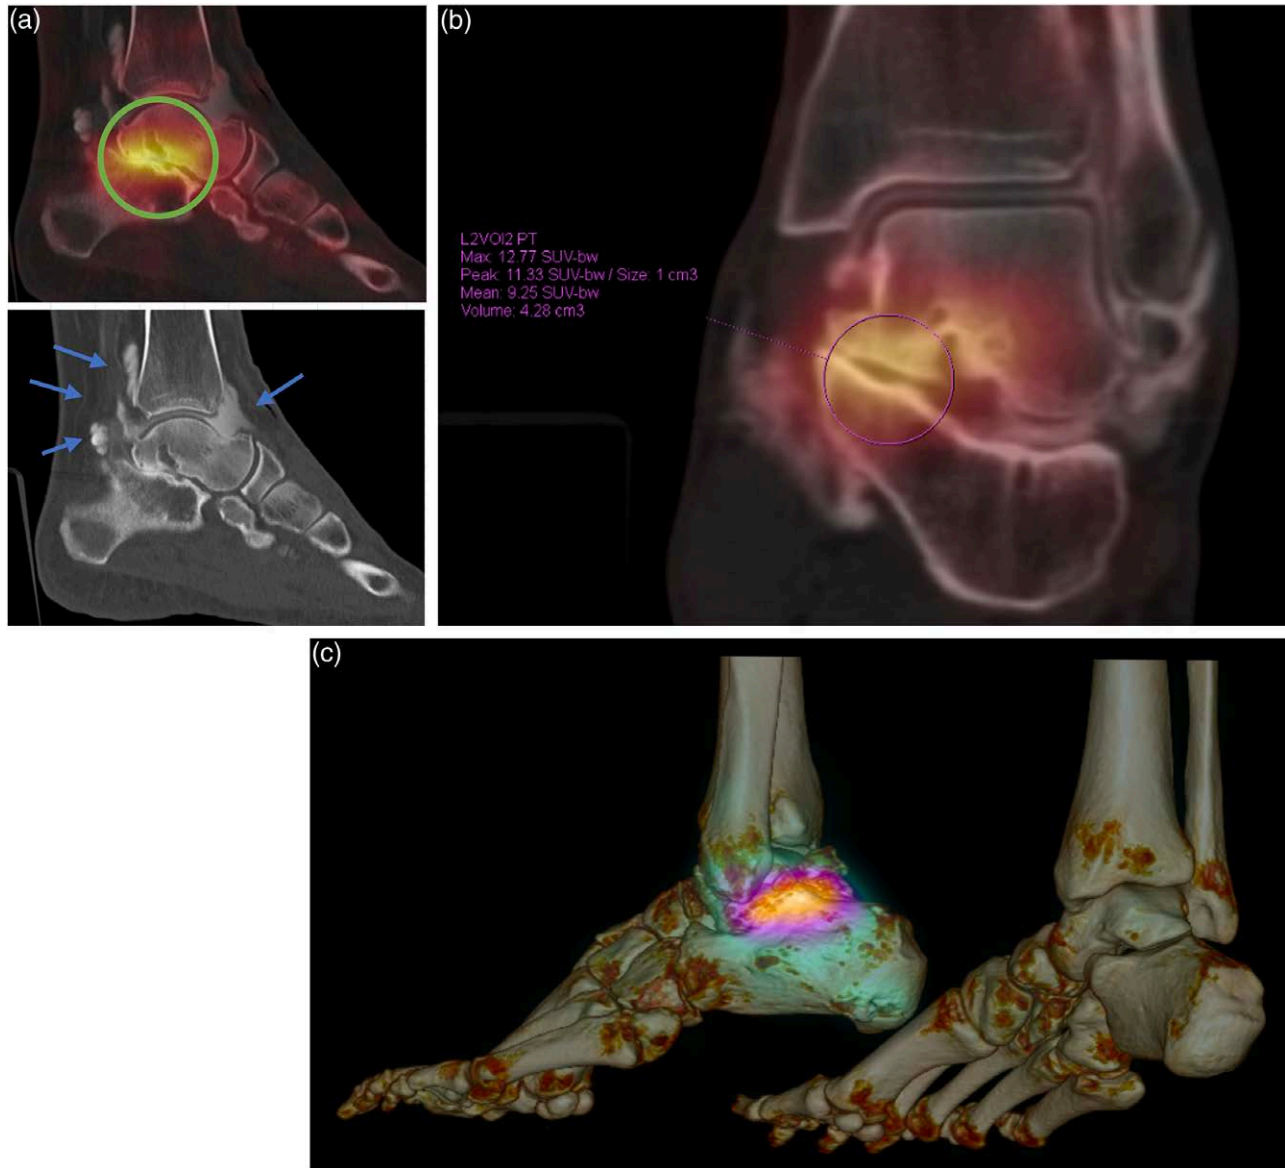 (a)
(b)
L2VOI2 PT
Max: 12.77 SUV-bw
Peak: 11.33 SUV-bw / Size: 1 cm3
Mean: 9.25 SUV-bw
Volume: 4.28 cm3
(c)